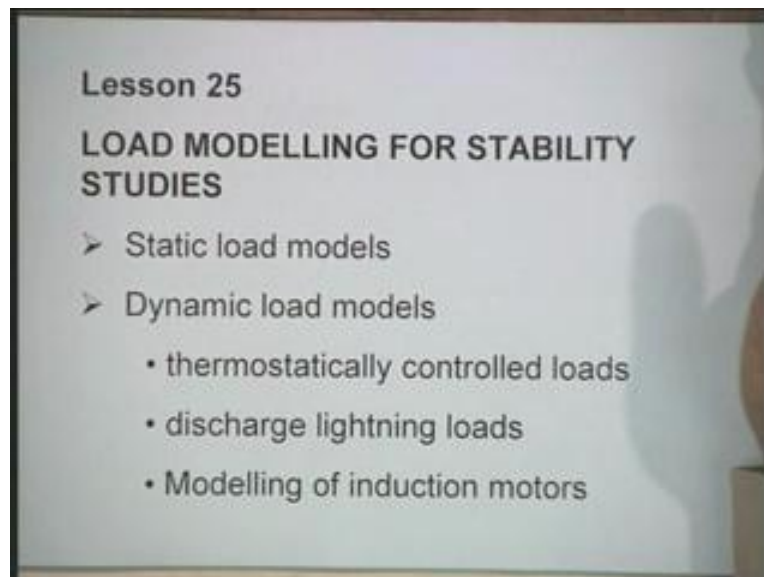 Lesson 25
LOAD MODELLING FOR STABILITY
STUDIES
➢ Static load models
➢ Dynamic load models
• thermostatically controlled loads
• discharge lightning loads
• Modelling of induction motors